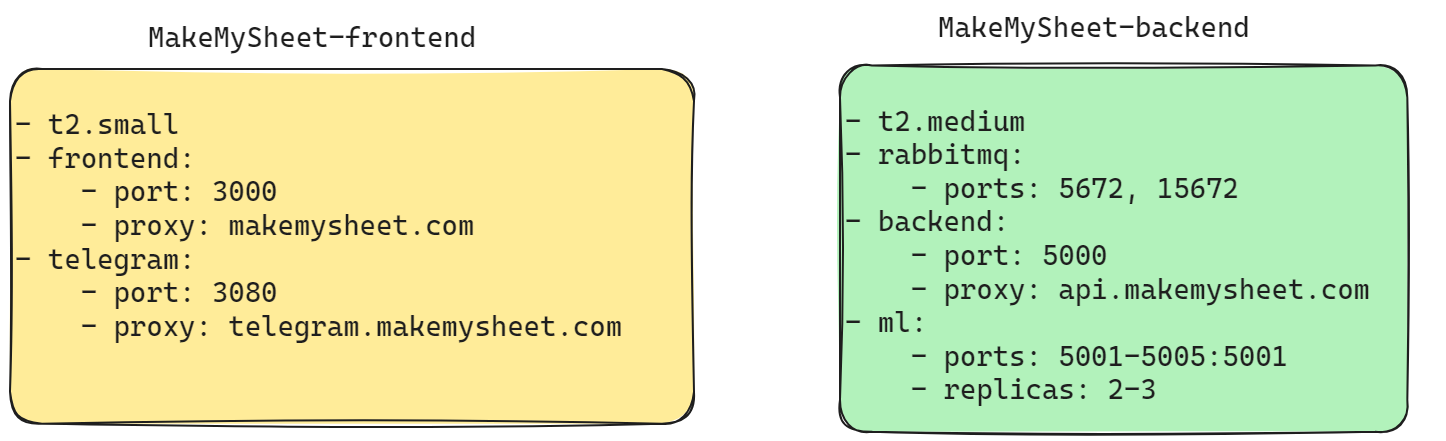 MakeMySheet-frontend
- t2.small
- frontend:
    - port: 3000
    - proxy: makemysheet.com
- telegram:
    - port: 3080
    - proxy: telegram.makemysheet.com
MakeMySheet-backend
- t2.medium
- rabbitmq:
    - ports: 5672, 15672
- backend:
    - port: 5000
    - proxy: api.makemysheet.com
- ml:
    - ports: 5001-5005:5001
    - replicas: 2-3